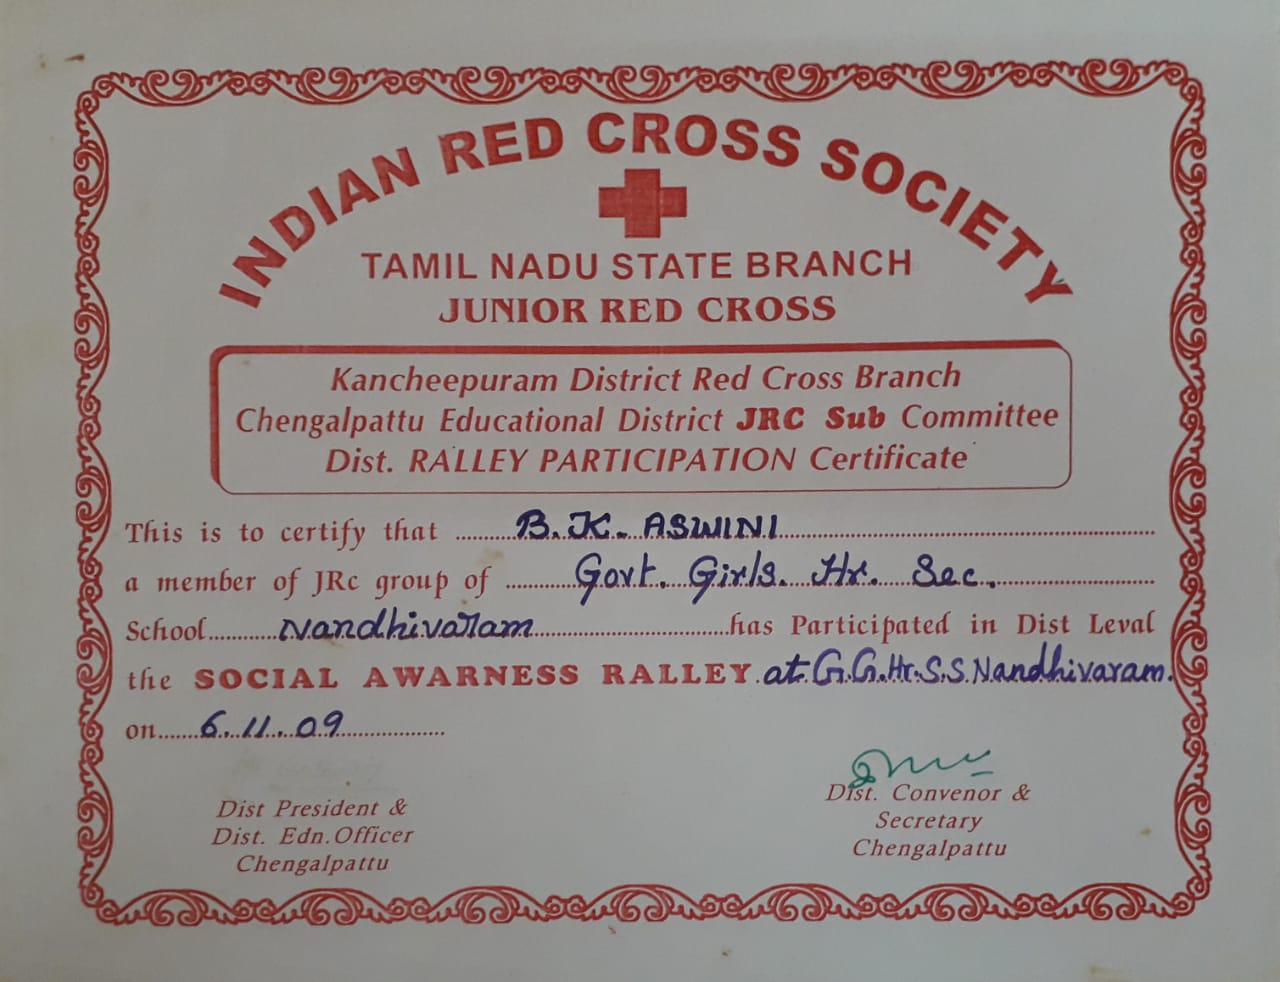 INDIAN RED CROSS SOCIETY
TAMIL NADU STATE BRANCH
JUNIOR RED CROSS
Kancheepuram District Red Cross Branch
Chengalpattu Educational District JRC Sub Committee
Dist. RALLEY PARTICIPATION Certificate
This is to certify that B. K. ASWINI
a member of JRc group of Govt. Girls. Hr. Sec.
School Nandhivaram has Participated in Dist Leval
the SOCIAL AWARNESS RALLEY at G.G.Hr.S.S.Nandhivaram.
on 6.11.09
Dist President &
Dist. Edn.Officer
Chengalpattu
Dist. Convenor &
Secretary
Chengalpattu